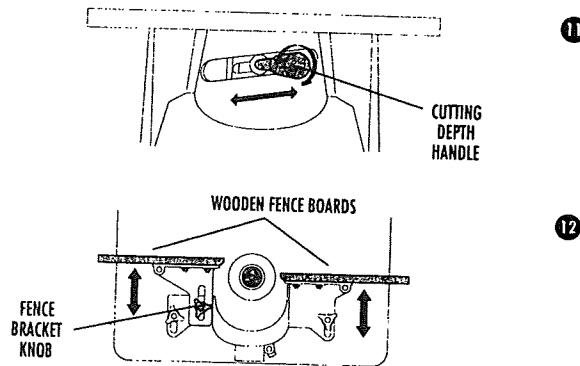 11
CUTTING
DEPTH
HANDLE
WOODEN FENCE BOARDS
12
FENCE
BRACKET
KNOB